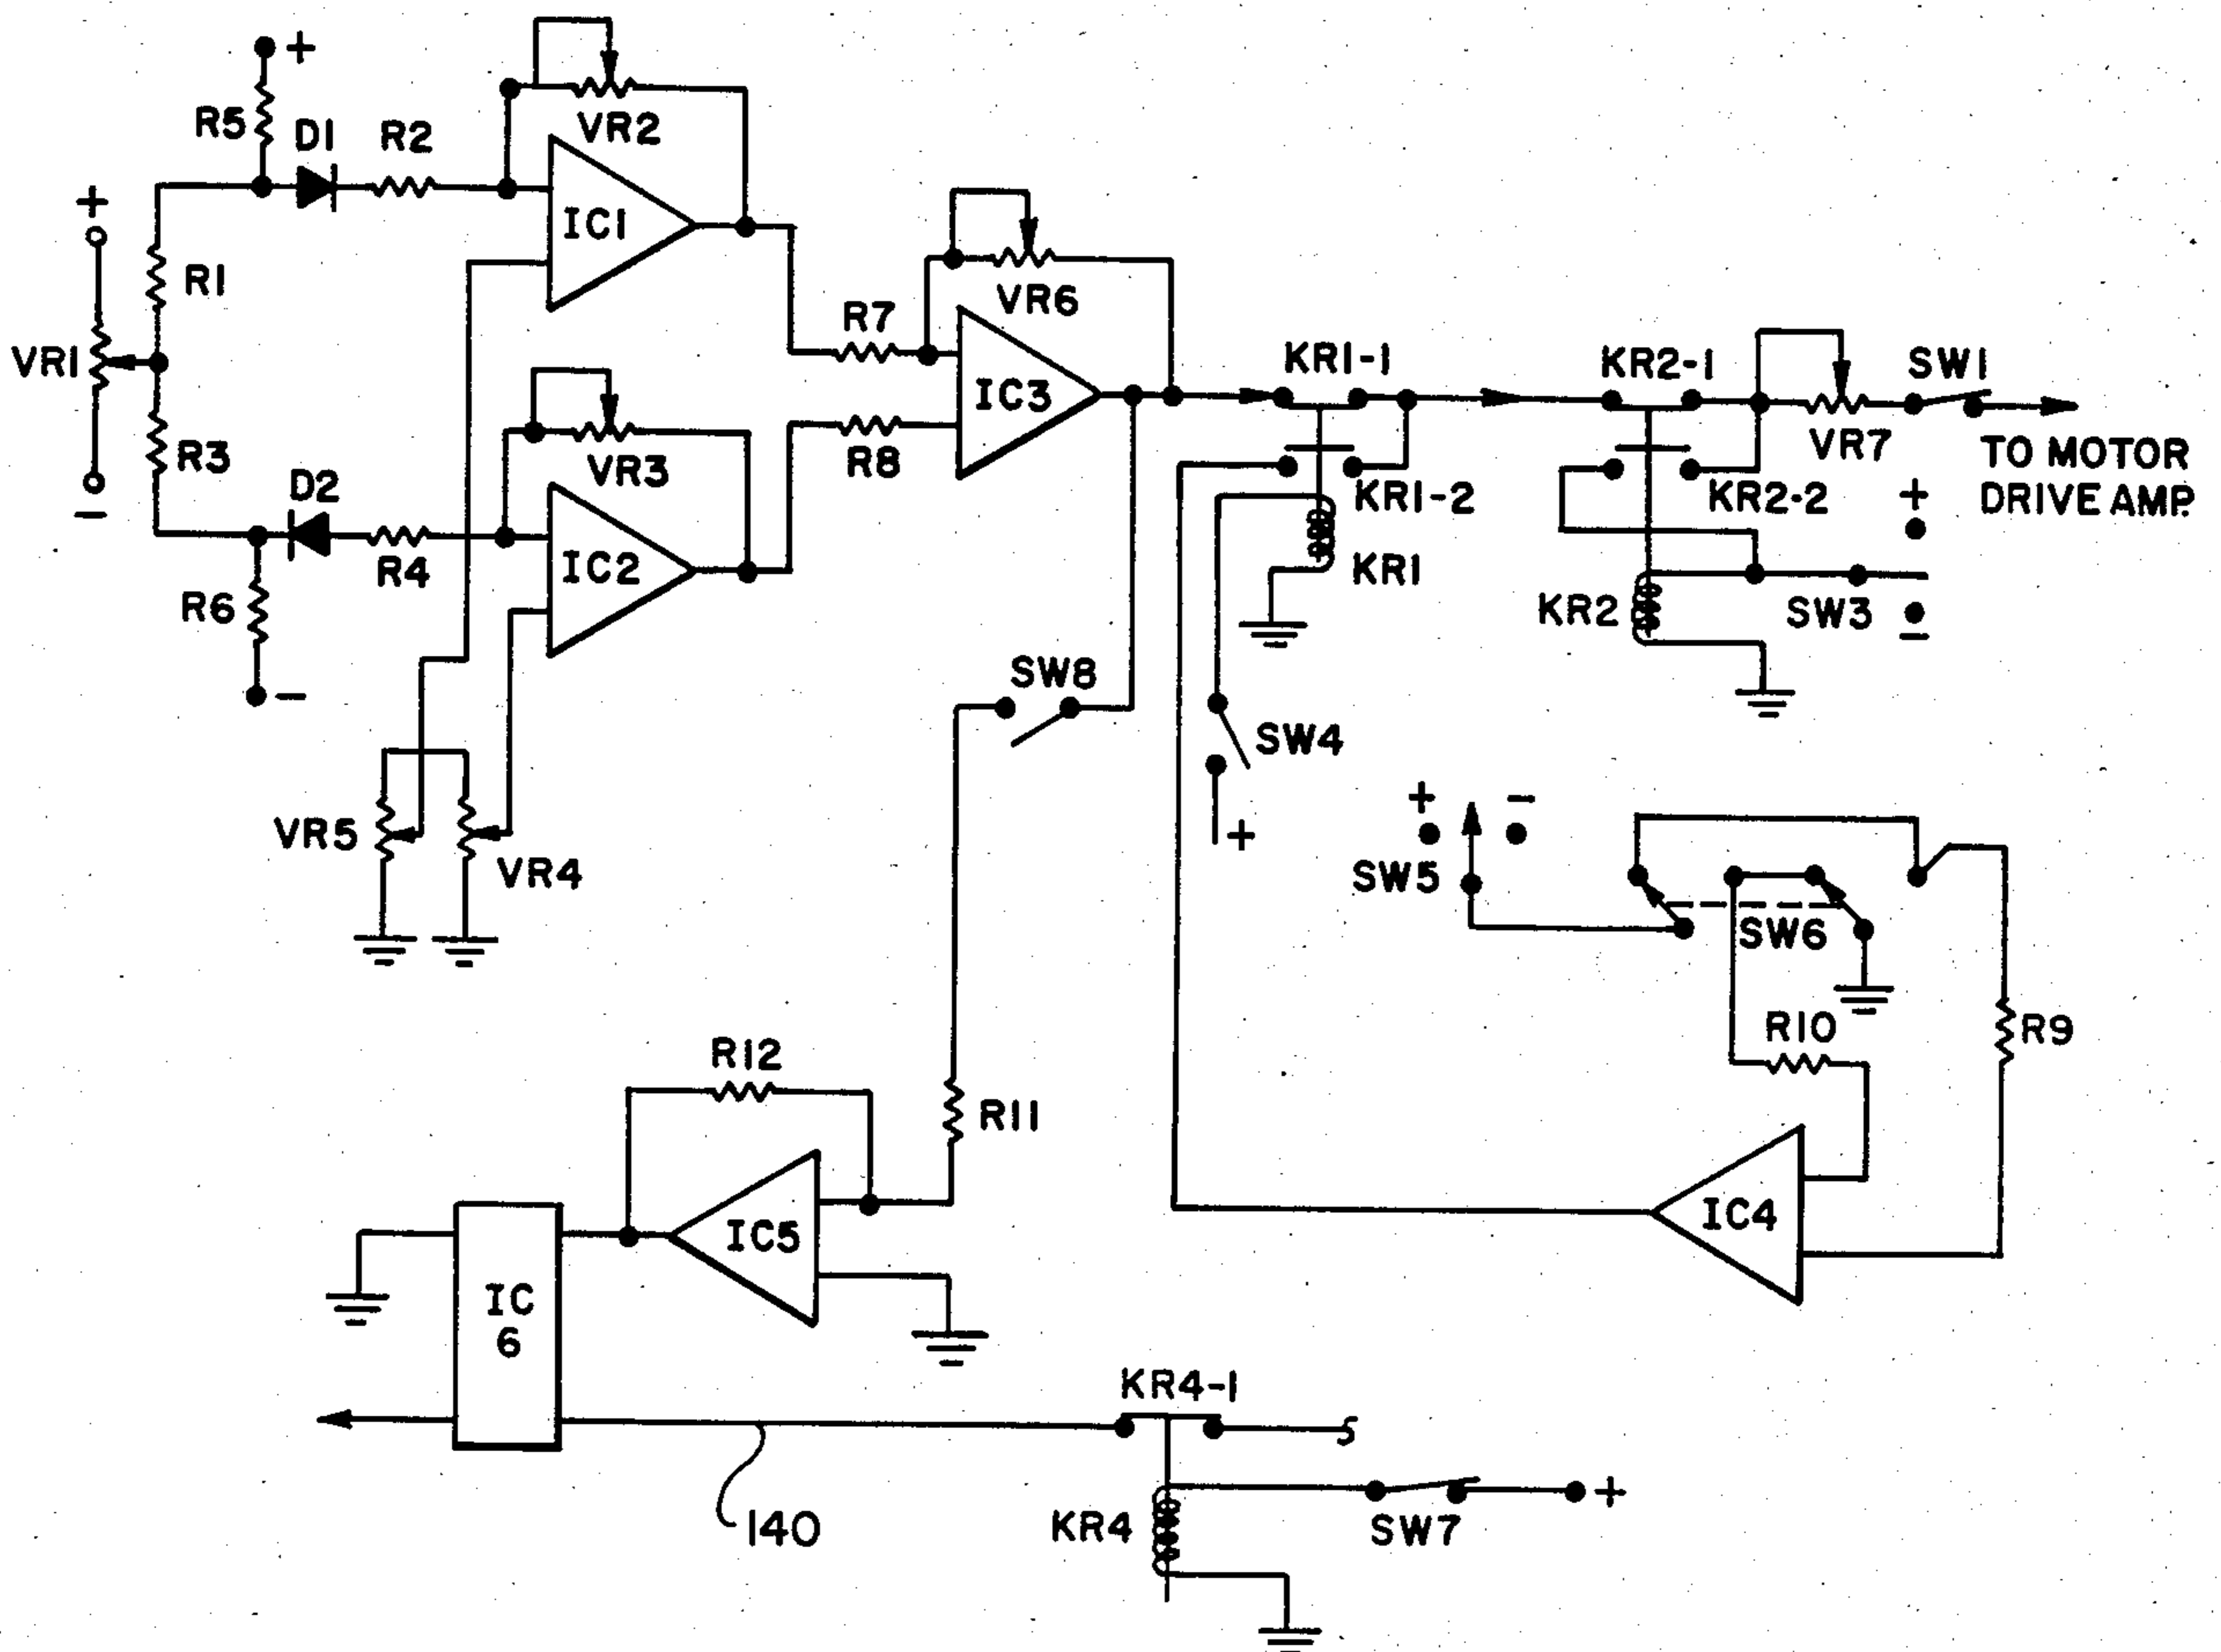 +
R5
D1
R2
VR2
+
IC1
R1
VR6
R7
VR1
KR1-1
KR2-1
SW1
IC3
R3
VR3
R8
VR7
TO MOTOR
DRIVE AMP.
D2
KR1-2
KR2-2
+
-
IC2
R4
KR1
R6
KR2
SW3
-
SW8
-
SW4
+
-
+
VR5
VR4
SW5
SW6
R10
R9
R12
R11
IC4
IC5
IC
6
KR4-1
S
+
KR4
SW7
140